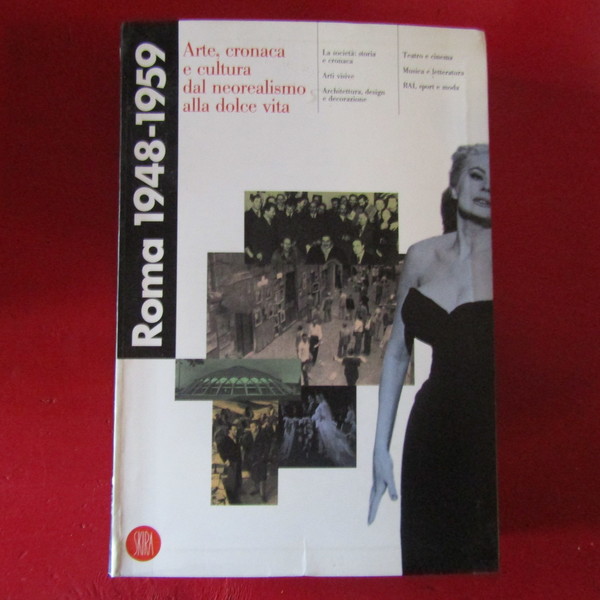 Roma 1948-1959
Arte, cronaca
e cultura
dal neorealismo
alla dolce vita
La società: storia
e cronaca
Arti visive
Architettura, design
e decorazione
Teatro e cinema
Musica e letteratura
RAI, sport e moda
SKIRA